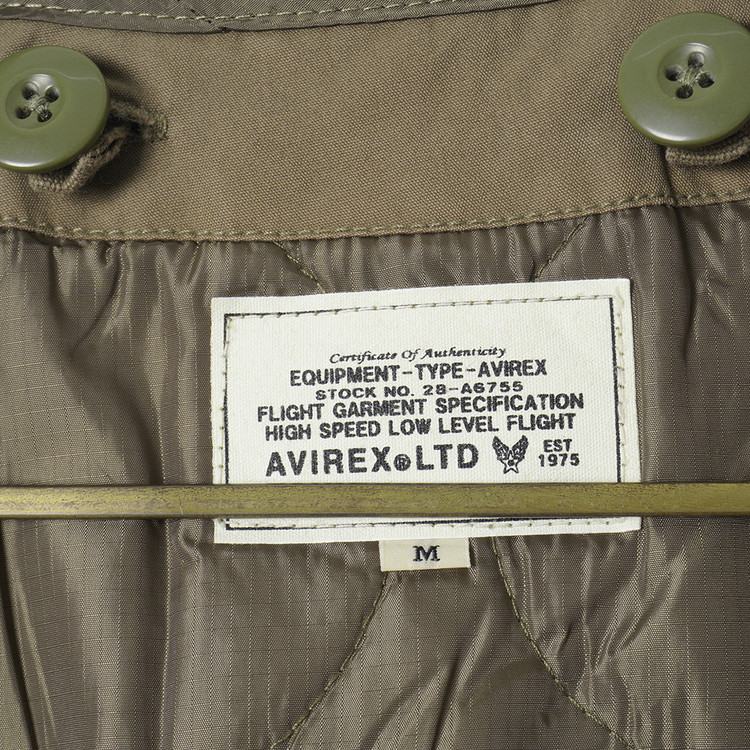 Certificate Of Authenticity
EQUIPMENT-TYPE-AVIREX
STOCK NO. 28-A6755
FLIGHT GARMENT SPECIFICATION
HIGH SPEED LOW LEVEL FLIGHT
AVIREX®LTD EST 1975
M